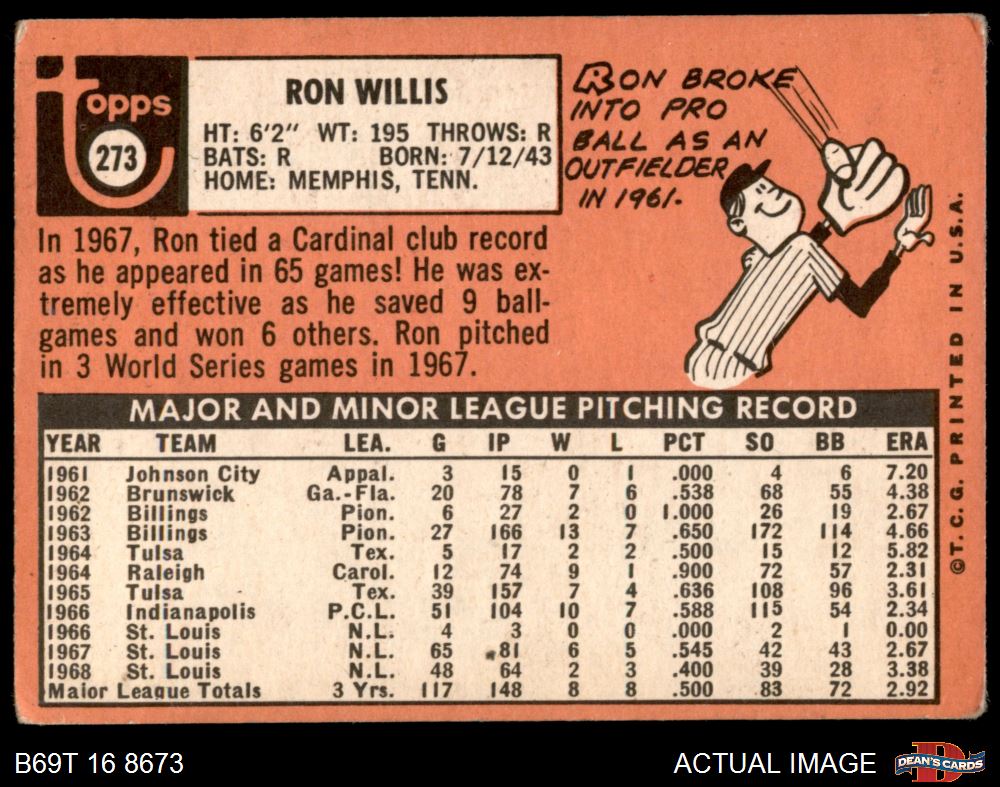 topps
273
RON WILLIS
HT: 6'2" WT: 195 THROWS: R
BATS: R BORN: 7/12/43
HOME: MEMPHIS, TENN.
RON BROKE
INTO PRO
BALL AS AN
OUTFIELDER
IN 1961.
In 1967, Ron tied a Cardinal club record
as he appeared in 65 games! He was ex-
tremely effective as he saved 9 ball-
games and won 6 others. Ron pitched
in 3 World Series games in 1967.
MAJOR AND MINOR LEAGUE PITCHING RECORD
YEAR TEAM LEA. G IP W L PCT SO BB ERA
1961 Johnson City Appal. 3 15 0 1 .000 4 6 7.20
1962 Brunswick Ga.-Fla. 20 78 7 6 .538 68 55 4.38
1962 Billings Pion. 6 27 2 0 1.000 26 19 2.67
1963 Billings Pion. 27 166 13 7 .650 172 114 4.66
1964 Tulsa Tex. 5 17 2 2 .500 15 12 5.82
1964 Raleigh Carol. 12 74 9 1 .900 72 57 2.31
1965 Tulsa Tex. 39 157 7 4 .636 108 96 3.61
1966 Indianapolis P.C.L. 51 104 10 7 .588 115 54 2.34
1966 St. Louis N.L. 4 3 0 0 .000 2 1 0.00
1967 St. Louis N.L. 65 81 6 5 .545 42 43 2.67
1968 St. Louis N.L. 48 64 2 3 .400 39 28 3.38
Major League Totals 3 Yrs. 117 148 8 8 .500 83 72 2.92
©T. C. G. PRINTED IN U.S.A.
B69T 16 8673
ACTUAL IMAGE
DEAN'S CARDS